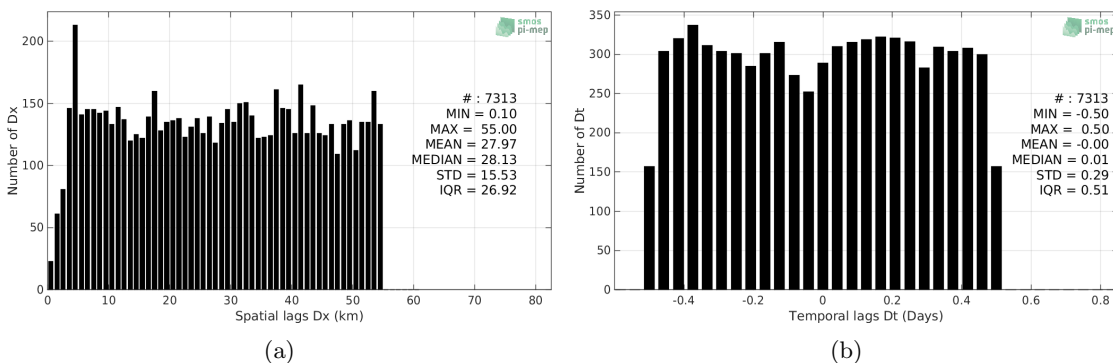 smos
pi-mep
200
150
100
50
0
Number of Dx
# : 7313
MIN = 0.10
MAX = 55.00
MEAN = 27.97
MEDIAN = 28.13
STD = 15.53
IQR = 26.92
0 10 20 30 40 50 60 70 80
Spatial lags Dx (km)
(a)
smos
pi-mep
350
300
250
200
150
100
50
0
Number of Dt
# : 7313
MIN = -0.50
MAX = 0.50
MEAN = -0.00
MEDIAN = 0.01
STD = 0.29
IQR = 0.51
-0.4 -0.2 0 0.2 0.4 0.6 0.8
Temporal lags Dt (Days)
(b)